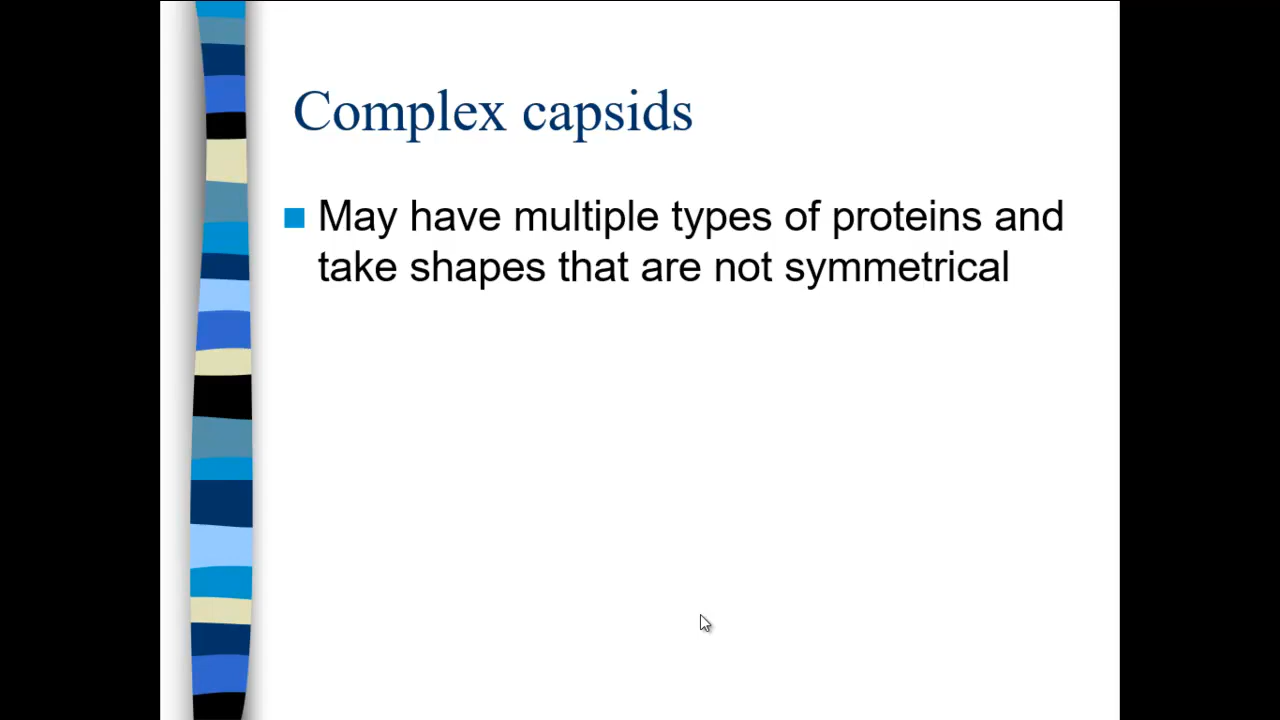 Complex capsids
May have multiple types of proteins and
take shapes that are not symmetrical